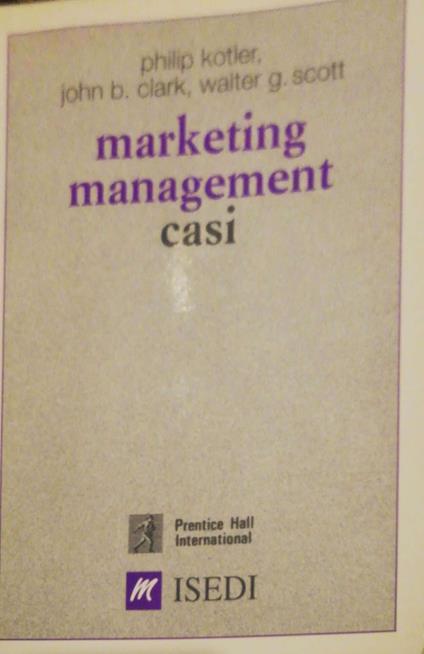 philip kotler,
john b. clark, walter g. scott
marketing
management
casi
Prentice Hall
International
m ISEDI